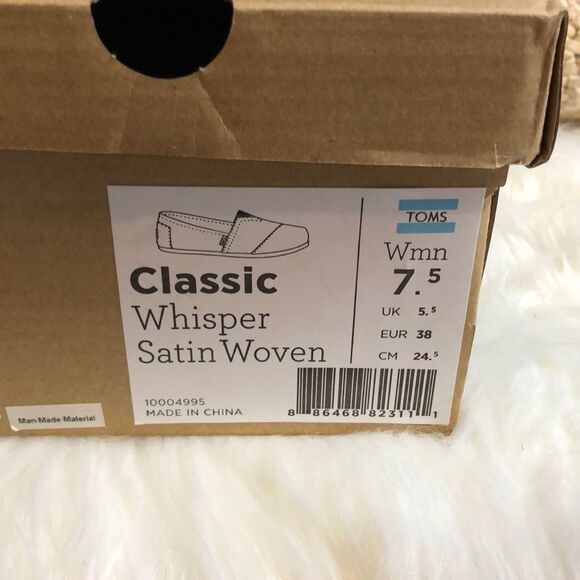 TOMS
Classic
Whisper
Satin Woven
10004995
MADE IN CHINA
Wmn
7.5
UK 5.5
EUR 38
CM 24.5
8 86468 82311 1
Man-Made Material